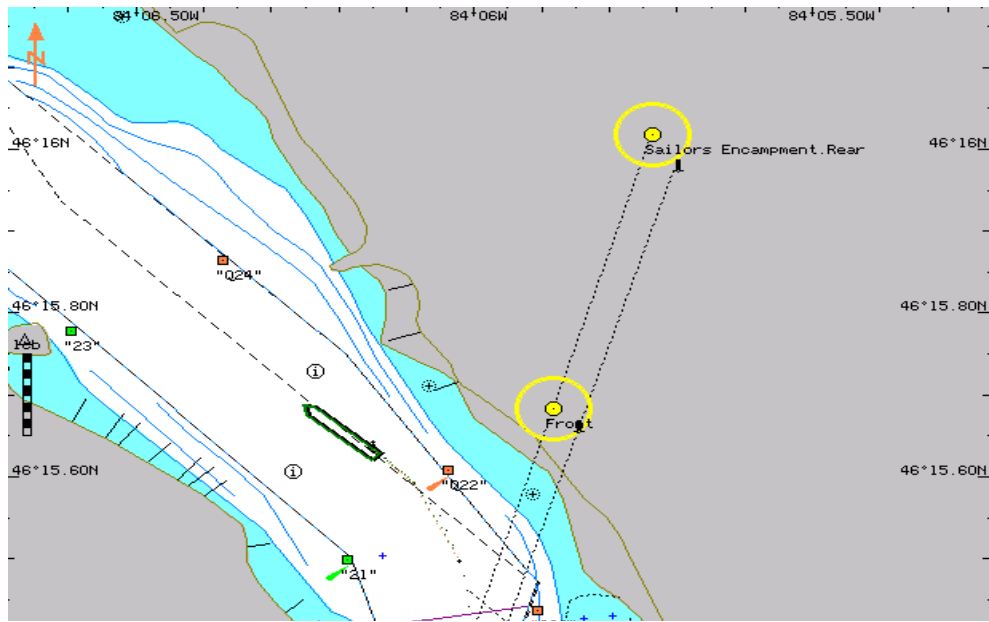 84°06.50W 84°06W 84°05.50W
N
46°16N 46°16N
Sailors Encampment.Rear
"Q24"
46°15.80N 46°15.80N
"23"
i
Front
46°15.60N 46°15.60N
i
"Q22"
"21"